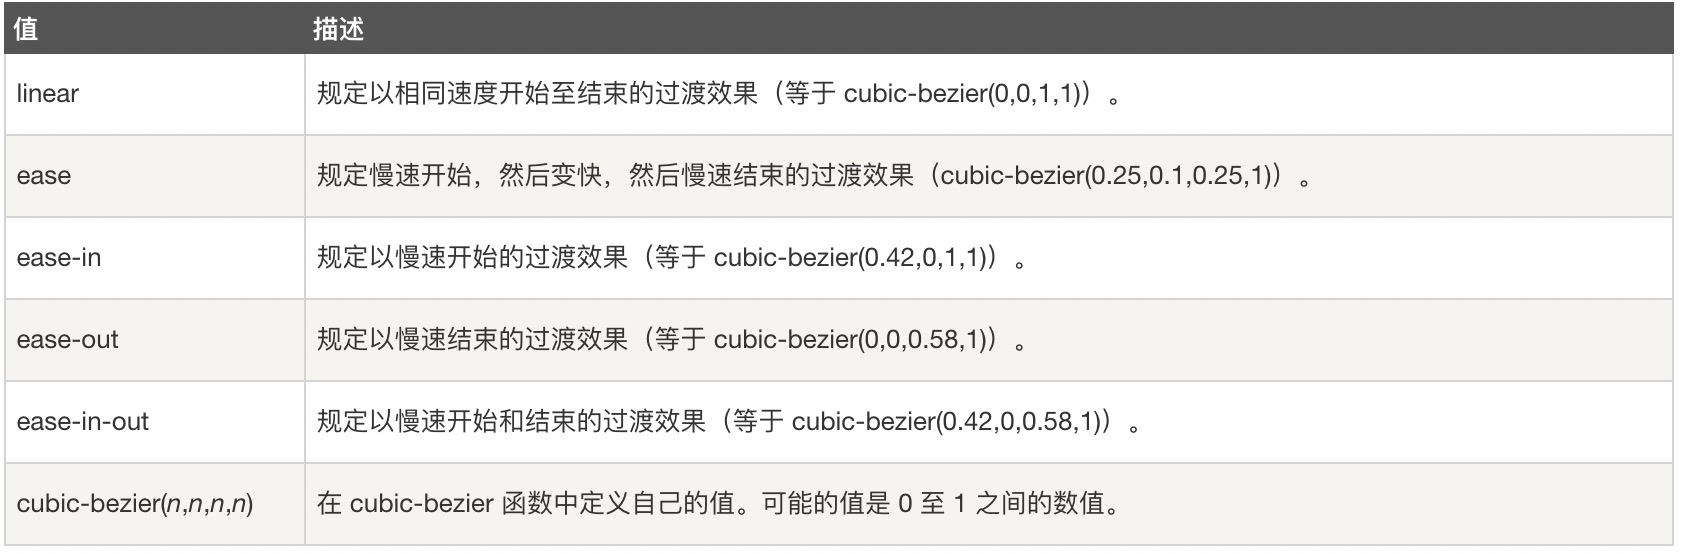 值 描述
linear 规定以相同速度开始至结束的过渡效果（等于 cubic-bezier(0,0,1,1)）。
ease 规定慢速开始，然后变快，然后慢速结束的过渡效果（cubic-bezier(0.25,0.1,0.25,1)）。
ease-in 规定以慢速开始的过渡效果（等于 cubic-bezier(0.42,0,1,1)）。
ease-out 规定以慢速结束的过渡效果（等于 cubic-bezier(0,0,0.58,1)）。
ease-in-out 规定以慢速开始和结束的过渡效果（等于 cubic-bezier(0.42,0,0.58,1)）。
cubic-bezier(n,n,n,n) 在 cubic-bezier 函数中定义自己的值。可能的值是 0 至 1 之间的数值。